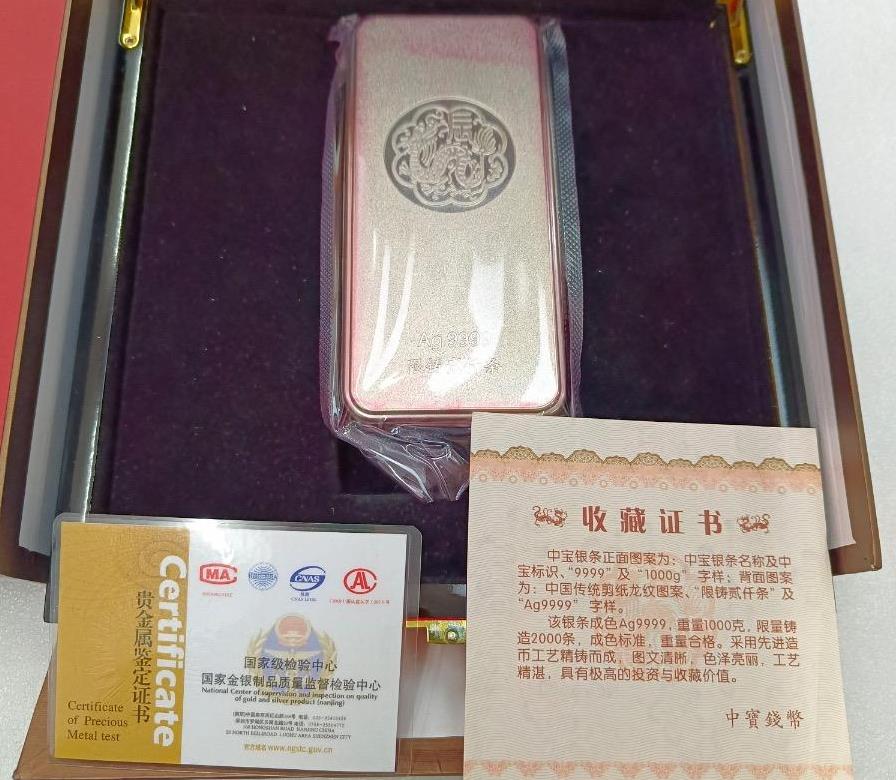 辰
Ag 9999
限铸贰仟条
收藏证书
中宝银条正面图案为：中宝银条名称及中
宝标识、“9999”及“1000g”字样；背面图案
为：中国传统剪纸龙纹图案、“限铸贰仟条”及
“Ag9999”字样。
该银条成色Ag9999，重量1000克，限量铸
造2000条，成色标准，重量合格。采用先进造
币工艺精铸而成，图文清晰，色泽亮丽，工艺
精湛，具有极高的投资与收藏价值。
中寶錢幣
Certificate
贵金属鉴定证书
Certificate
of Precious
Metal test
MA
CNAS
AL
国家级检验中心
国家金银制品质量监督检验中心
National Center of supervision and inspection on quality
of gold and silver product (nanjing)
官方域名 www.ngstc.gov.cn